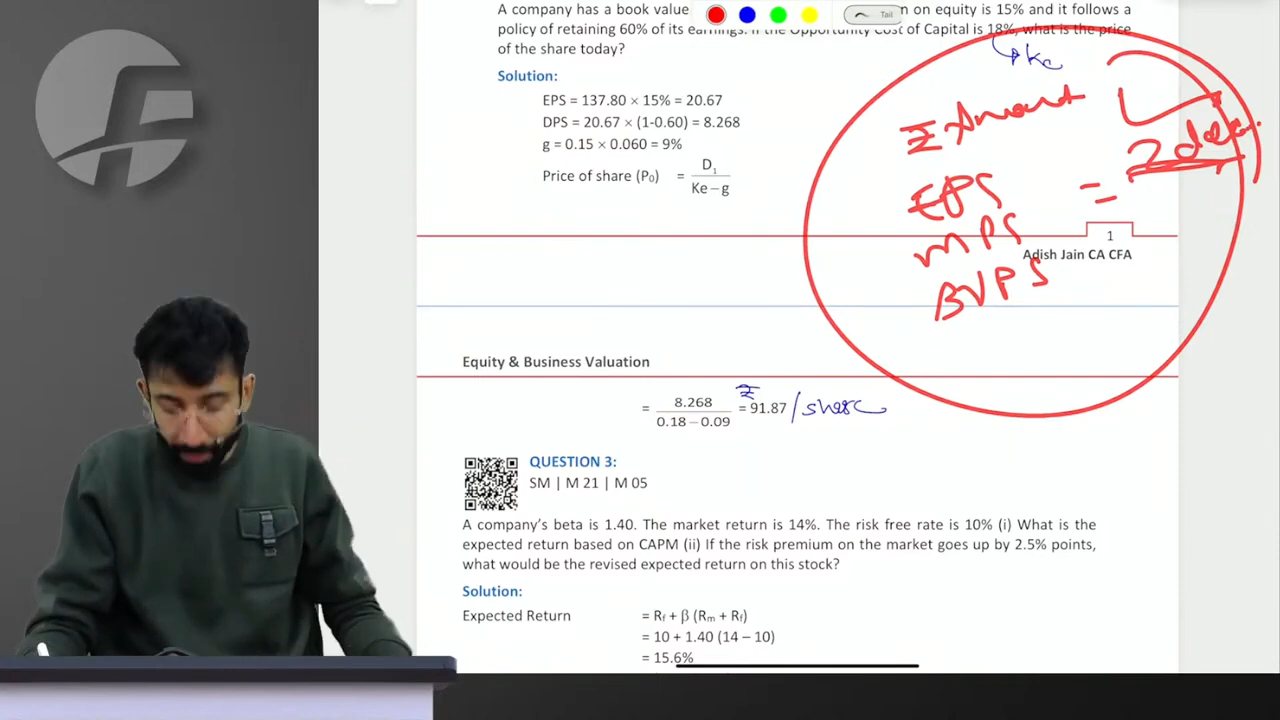 A company has a book value n on equity is 15% and it follows a
Tail
policy of retaining 60% of its earnings. If the Opportunity Cost of Capital is 18%, what is the price
of the share today?
Ke
Solution:
EPS = 137.80 × 15% = 20.67
DPS = 20.67 × (1-0.60) = 8.268
g = 0.15 × 0.060 = 9%
Price of share (P₀) = D₁ / Ke – g
₹ Amount
2 dec.
EPS =
MPS
BVPS
1
Adish Jain CA CFA
Equity & Business Valuation
= 8.268 / 0.18 – 0.09 = ₹ 91.87 /share
QUESTION 3:
SM | M 21 | M 05
A company's beta is 1.40. The market return is 14%. The risk free rate is 10% (i) What is the
expected return based on CAPM (ii) If the risk premium on the market goes up by 2.5% points,
what would be the revised expected return on this stock?
Solution:
Expected Return = Rf + β (Rm + Rf)
= 10 + 1.40 (14 – 10)
= 15.6%